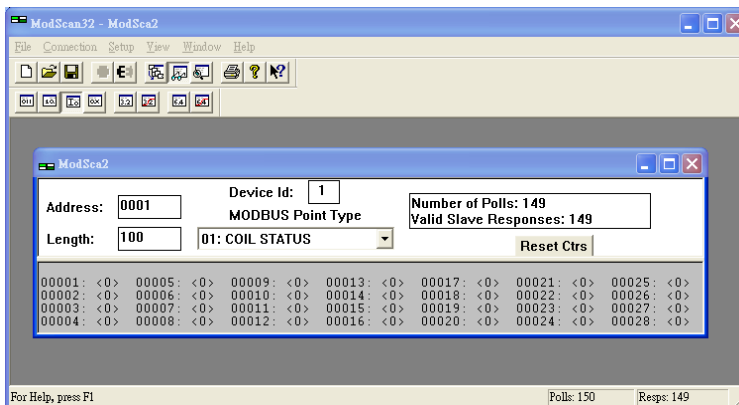 ModScan32 - ModSca2
File Connection Setup View Window Help
ModSca2
Address: 0001
Device Id: 1
MODBUS Point Type
Number of Polls: 149
Valid Slave Responses: 149
Length: 100
01: COIL STATUS
Reset Ctrs
00001: <0> 00005: <0> 00009: <0> 00013: <0> 00017: <0> 00021: <0> 00025: <0>
00002: <0> 00006: <0> 00010: <0> 00014: <0> 00018: <0> 00022: <0> 00026: <0>
00003: <0> 00007: <0> 00011: <0> 00015: <0> 00019: <0> 00023: <0> 00027: <0>
00004: <0> 00008: <0> 00012: <0> 00016: <0> 00020: <0> 00024: <0> 00028: <0>
For Help, press F1 Polls: 150 Resps: 149